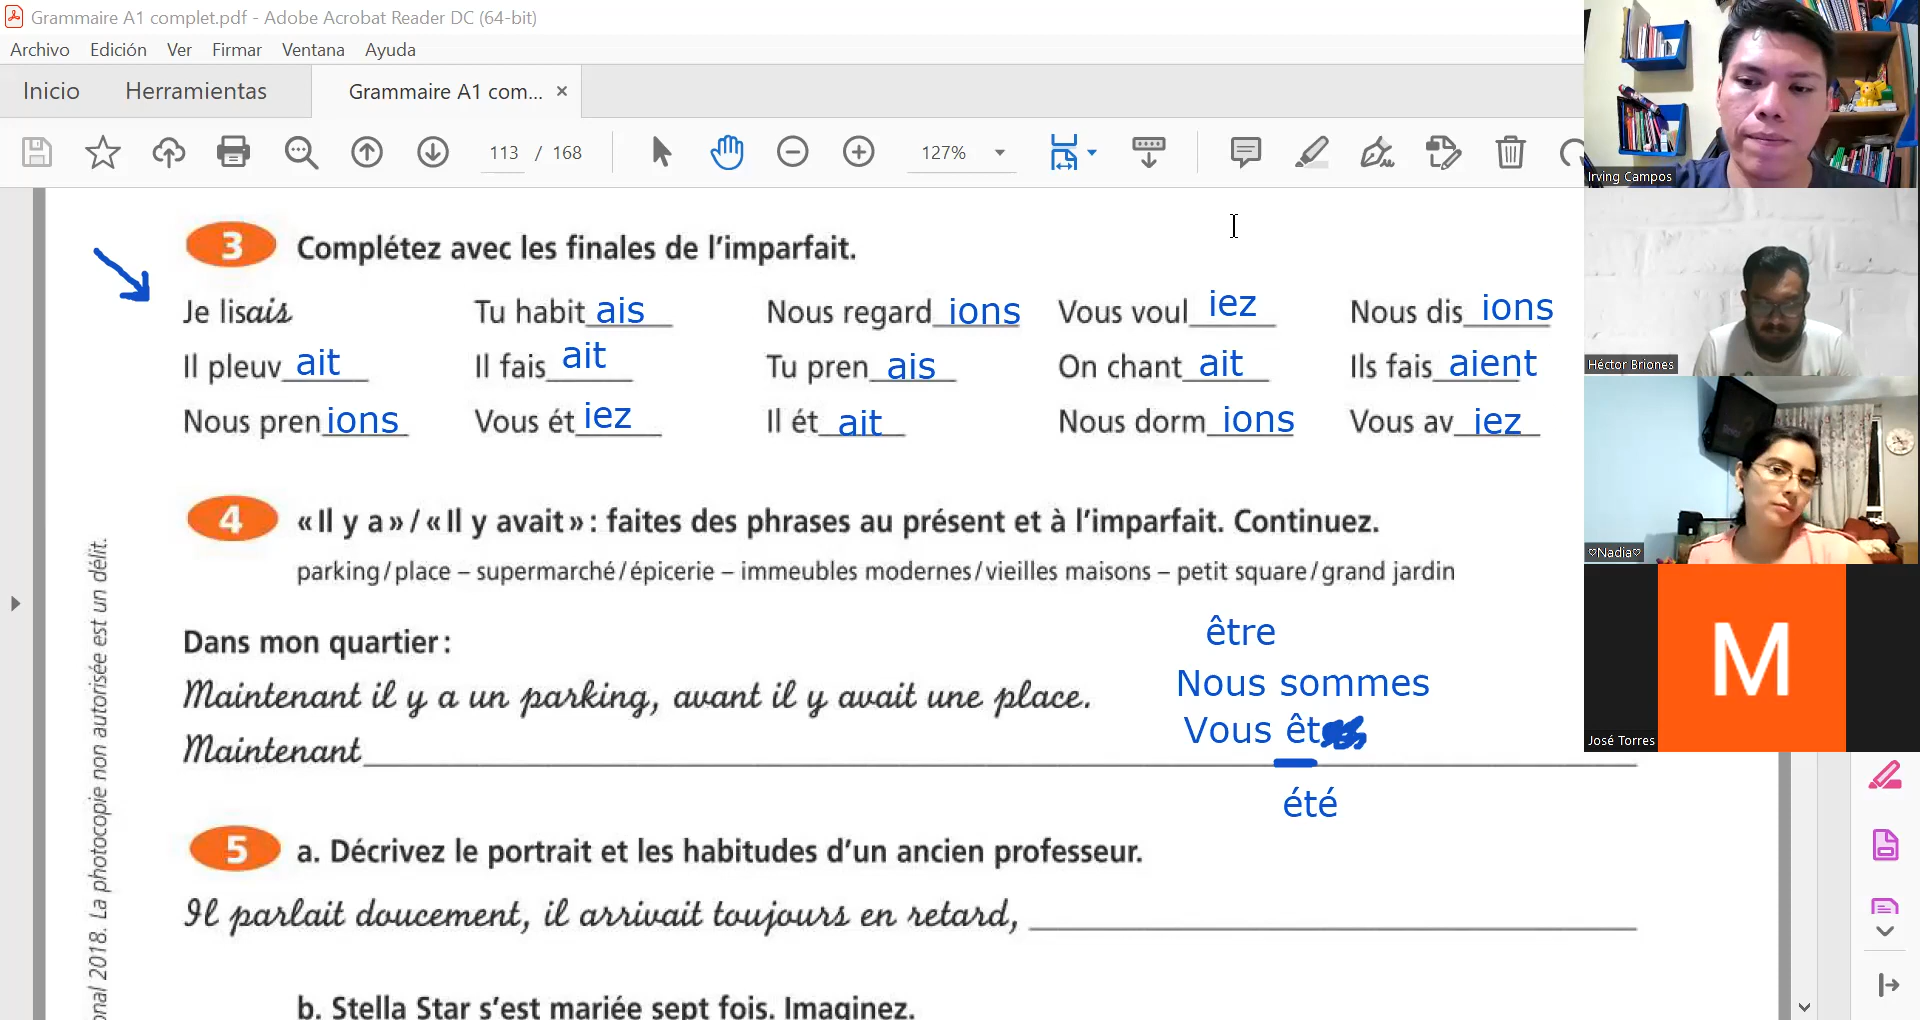 Grammaire A1 complet.pdf - Adobe Acrobat Reader DC (64-bit)
Archivo Edición Ver Firmar Ventana Ayuda
Inicio Herramientas Grammaire A1 com... ×
113 / 168 127%
3 Complétez avec les finales de l'imparfait.
Je lisais Tu habit ais Nous regard ions Vous voul iez Nous dis ions
Il pleuv ait Il fais ait Tu pren ais On chant ait Ils fais aient
Nous pren ions Vous ét iez Il ét ait Nous dorm ions Vous av iez
4 « Il y a » / « Il y avait » : faites des phrases au présent et à l'imparfait. Continuez.
parking / place – supermarché / épicerie – immeubles modernes / vieilles maisons – petit square / grand jardin
être
Dans mon quartier :
Nous sommes
Maintenant il y a un parking, avant il y avait une place.
Vous êt
Maintenant
été
5 a. Décrivez le portrait et les habitudes d'un ancien professeur.
Il parlait doucement, il arrivait toujours en retard,
b. Stella Star s'est mariée sept fois. Imaginez.
onal 2018. La photocopie non autorisée est un délit.
Irving Campos
Héctor Briones
♡Nadia♡
M
José Torres